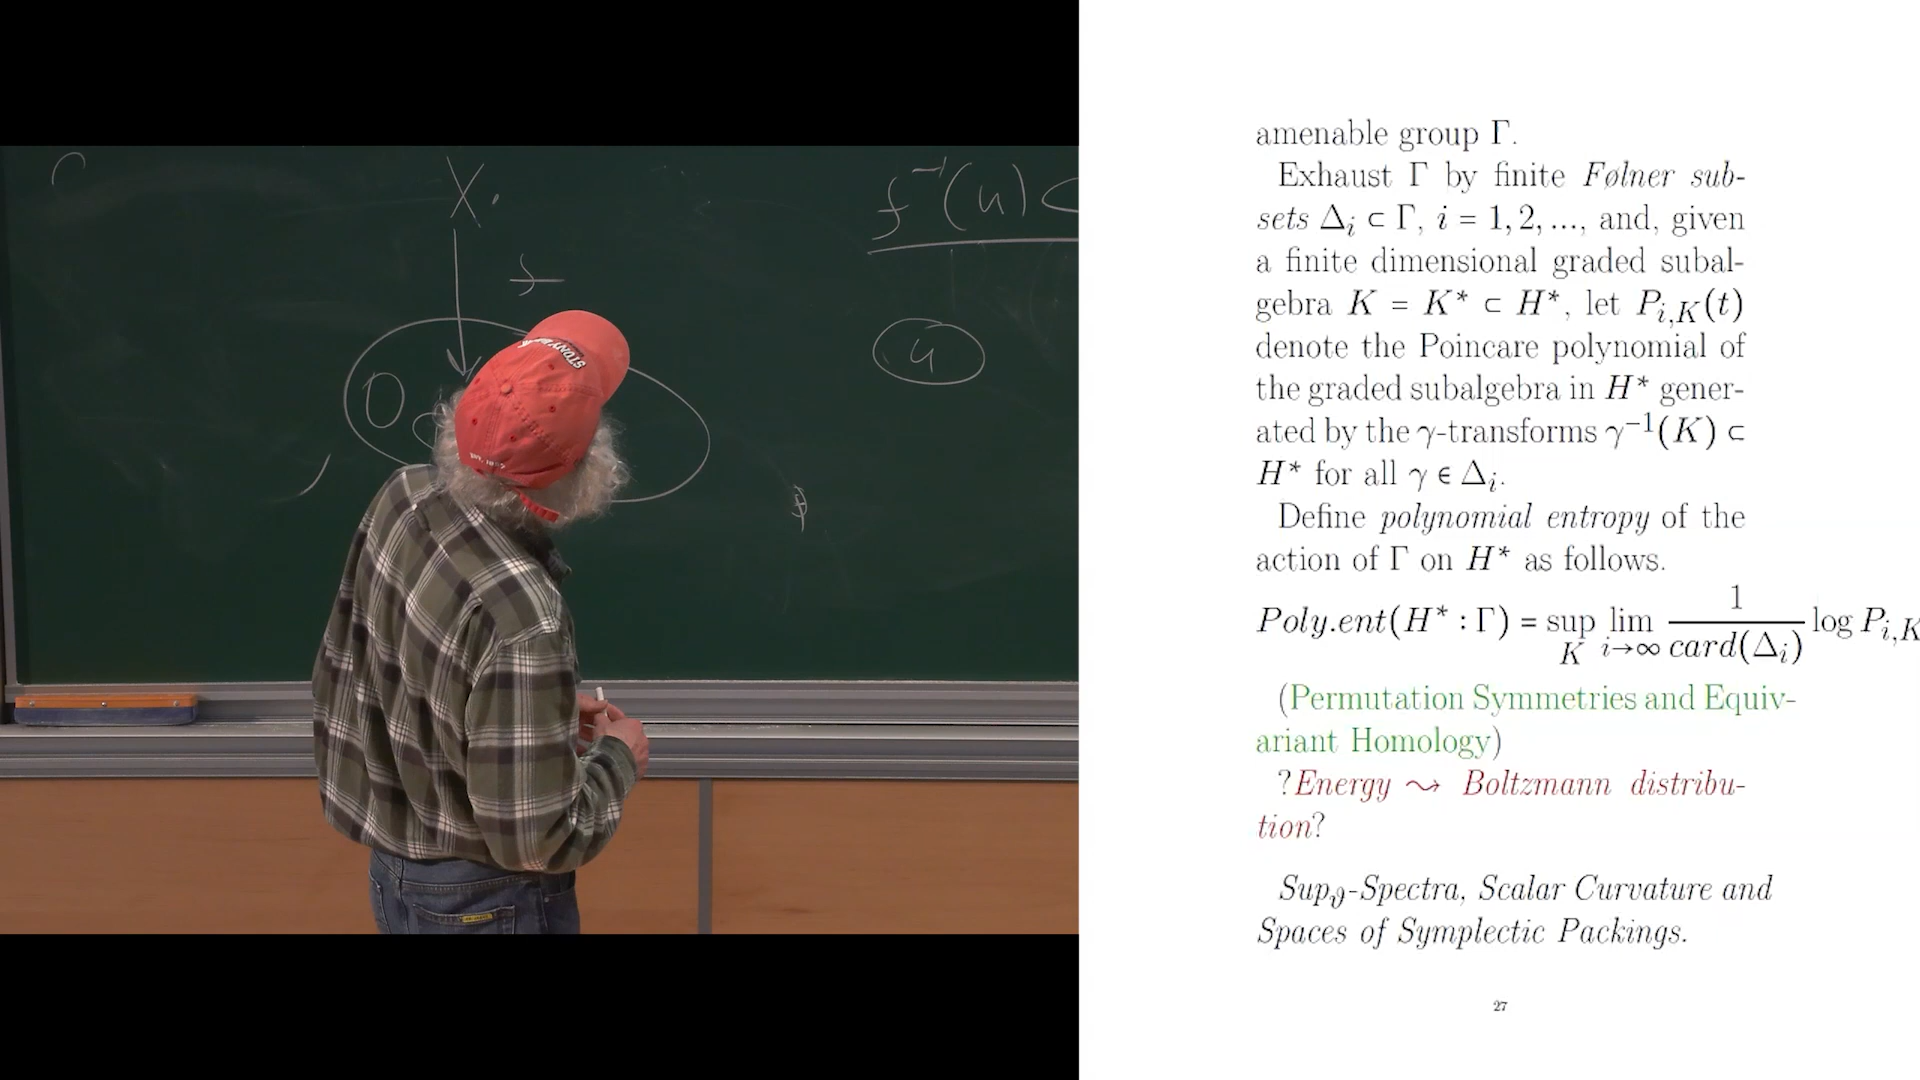 X.
f⁻¹(u) ⊂
u
STONY BROOK
amenable group Γ.
Exhaust Γ by finite Følner sub-
sets Δ_i ⊂ Γ, i = 1, 2, ..., and, given
a finite dimensional graded subal-
gebra K = K* ⊂ H*, let P_{i,K}(t)
denote the Poincare polynomial of
the graded subalgebra in H* gener-
ated by the γ-transforms γ⁻¹(K) ⊂
H* for all γ ∈ Δ_i.
Define polynomial entropy of the
action of Γ on H* as follows.
Poly.ent(H* : Γ) = sup_K lim_{i→∞} 1/card(Δ_i) log P_{i,K}
(Permutation Symmetries and Equiv-
ariant Homology)
?Energy ⤳ Boltzmann distribu-
tion?
Sup_ϑ-Spectra, Scalar Curvature and
Spaces of Symplectic Packings.
27